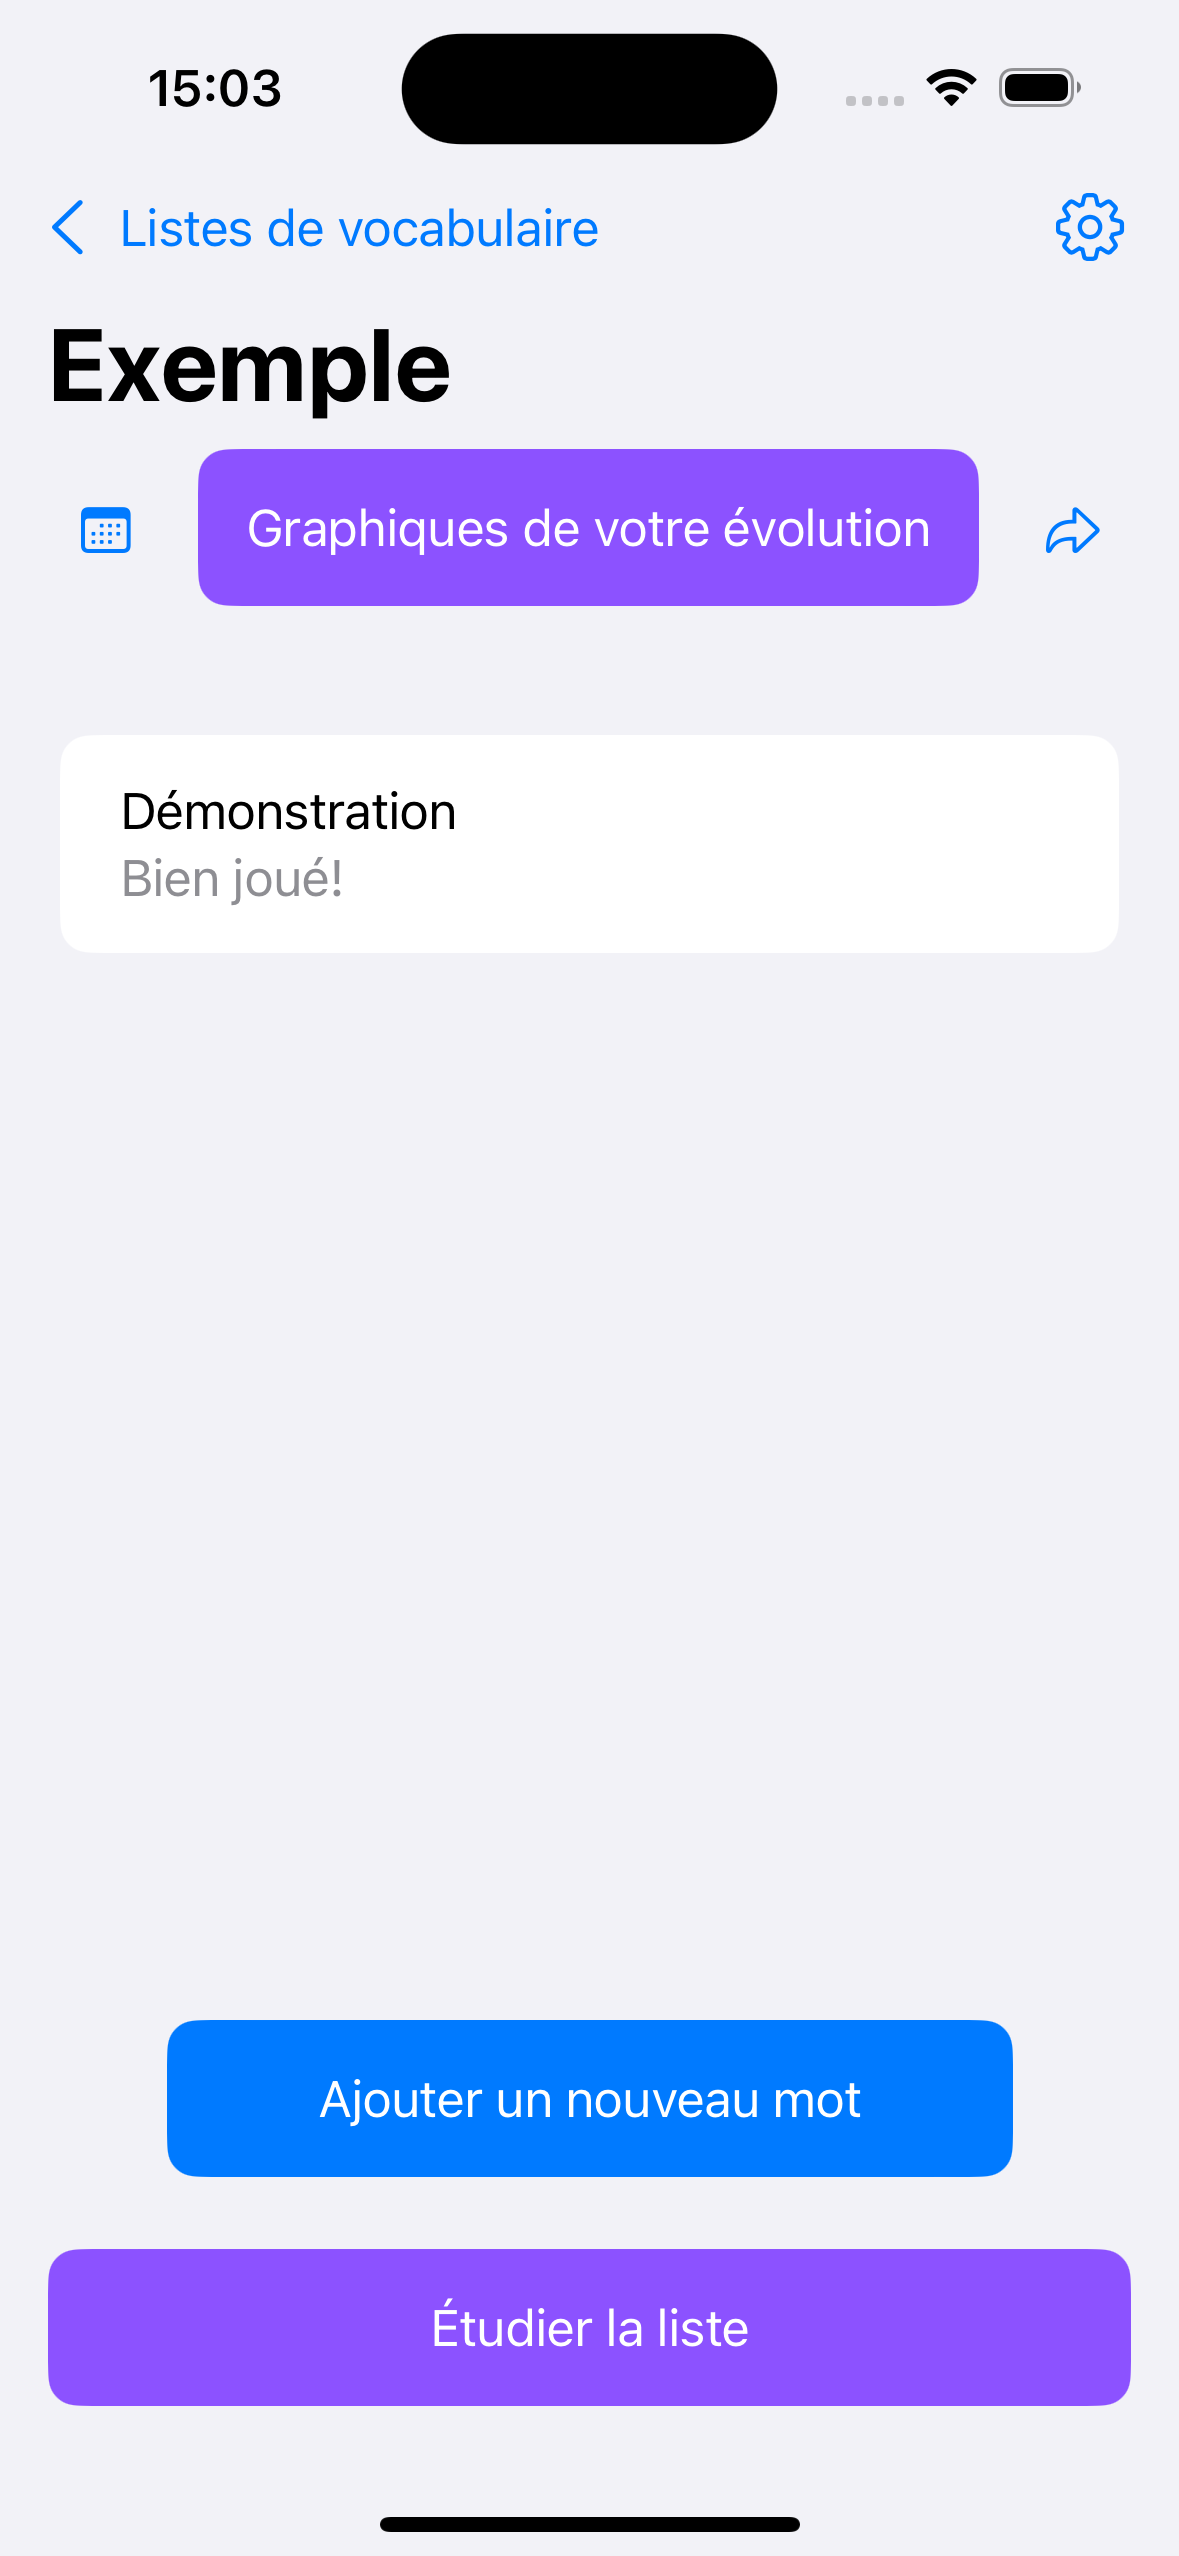 15:03
Listes de vocabulaire
Exemple
Graphiques de votre évolution
Démonstration
Bien joué!
Ajouter un nouveau mot
Étudier la liste